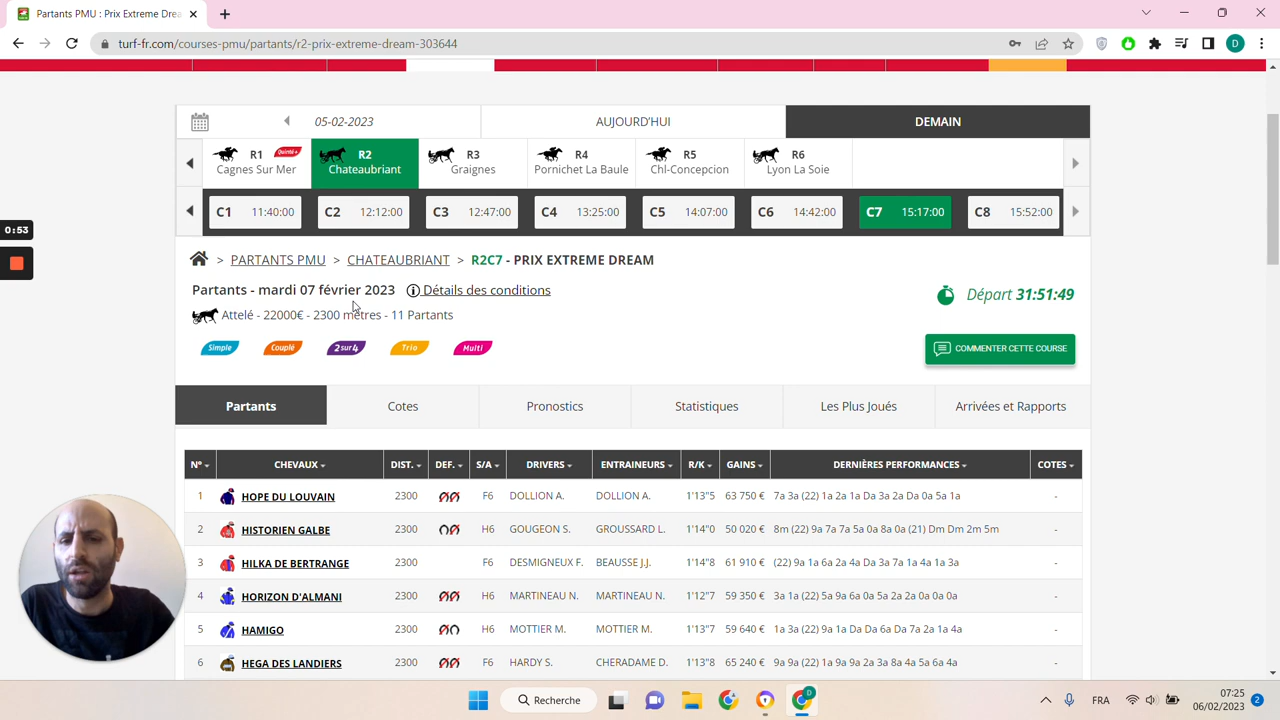 Partants PMU : Prix Extreme Drea
turf-fr.com/courses-pmu/partants/r2-prix-extreme-dream-303644
D
05-02-2023 AUJOURD'HUI DEMAIN
R1 Quinté+ R2 R3 R4 R5 R6
Cagnes Sur Mer Chateaubriant Graignes Pornichet La Baule Chl-Concepcion Lyon La Soie
C1 11:40:00 C2 12:12:00 C3 12:47:00 C4 13:25:00 C5 14:07:00 C6 14:42:00 C7 15:17:00 C8 15:52:00
0:53
> PARTANTS PMU > CHATEAUBRIANT > R2C7 - PRIX EXTREME DREAM
Partants - mardi 07 février 2023 Détails des conditions
Départ 31:51:49
Attelé - 22000€ - 2300 mètres - 11 Partants
Simple Couplé 2sur4 Trio Multi
COMMENTER CETTE COURSE
Partants Cotes Pronostics Statistiques Les Plus Joués Arrivées et Rapports
N° CHEVAUX DIST. DEF. S/A DRIVERS ENTRAINEURS R/K GAINS DERNIÈRES PERFORMANCES COTES
1 HOPE DU LOUVAIN 2300 F6 DOLLION A. DOLLION A. 1'13"5 63 750 € 7a 3a (22) 1a 2a 1a Da 3a 2a Da 0a 5a 1a -
2 HISTORIEN GALBE 2300 H6 GOUGEON S. GROUSSARD L. 1'14"0 50 020 € 8m (22) 9a 7a 7a 5a 0a 8a 0a (21) Dm Dm 2m 5m -
3 HILKA DE BERTRANGE 2300 F6 DESMIGNEUX F. BEAUSSE J.J. 1'14"8 61 910 € (22) 9a 1a 6a 2a 4a Da 3a 7a 1a 4a 1a 3a -
4 HORIZON D'ALMANI 2300 H6 MARTINEAU N. MARTINEAU N. 1'12"7 59 350 € 3a 1a (22) 5a 9a 6a 0a 5a 2a 2a 0a Da 0a -
5 HAMIGO 2300 H6 MOTTIER M. MOTTIER M. 1'13"7 59 640 € 1a 3a (22) 9a 1a Da Da 6a Da 7a 2a 1a 4a -
6 HEGA DES LANDIERS 2300 F6 HARDY S. CHERADAME D. 1'13"8 65 240 € 9a 9a (22) 1a 9a 9a 2a 3a 8a 4a 5a 6a 4a -
Recherche
D
FRA
07:25
06/02/2023
2